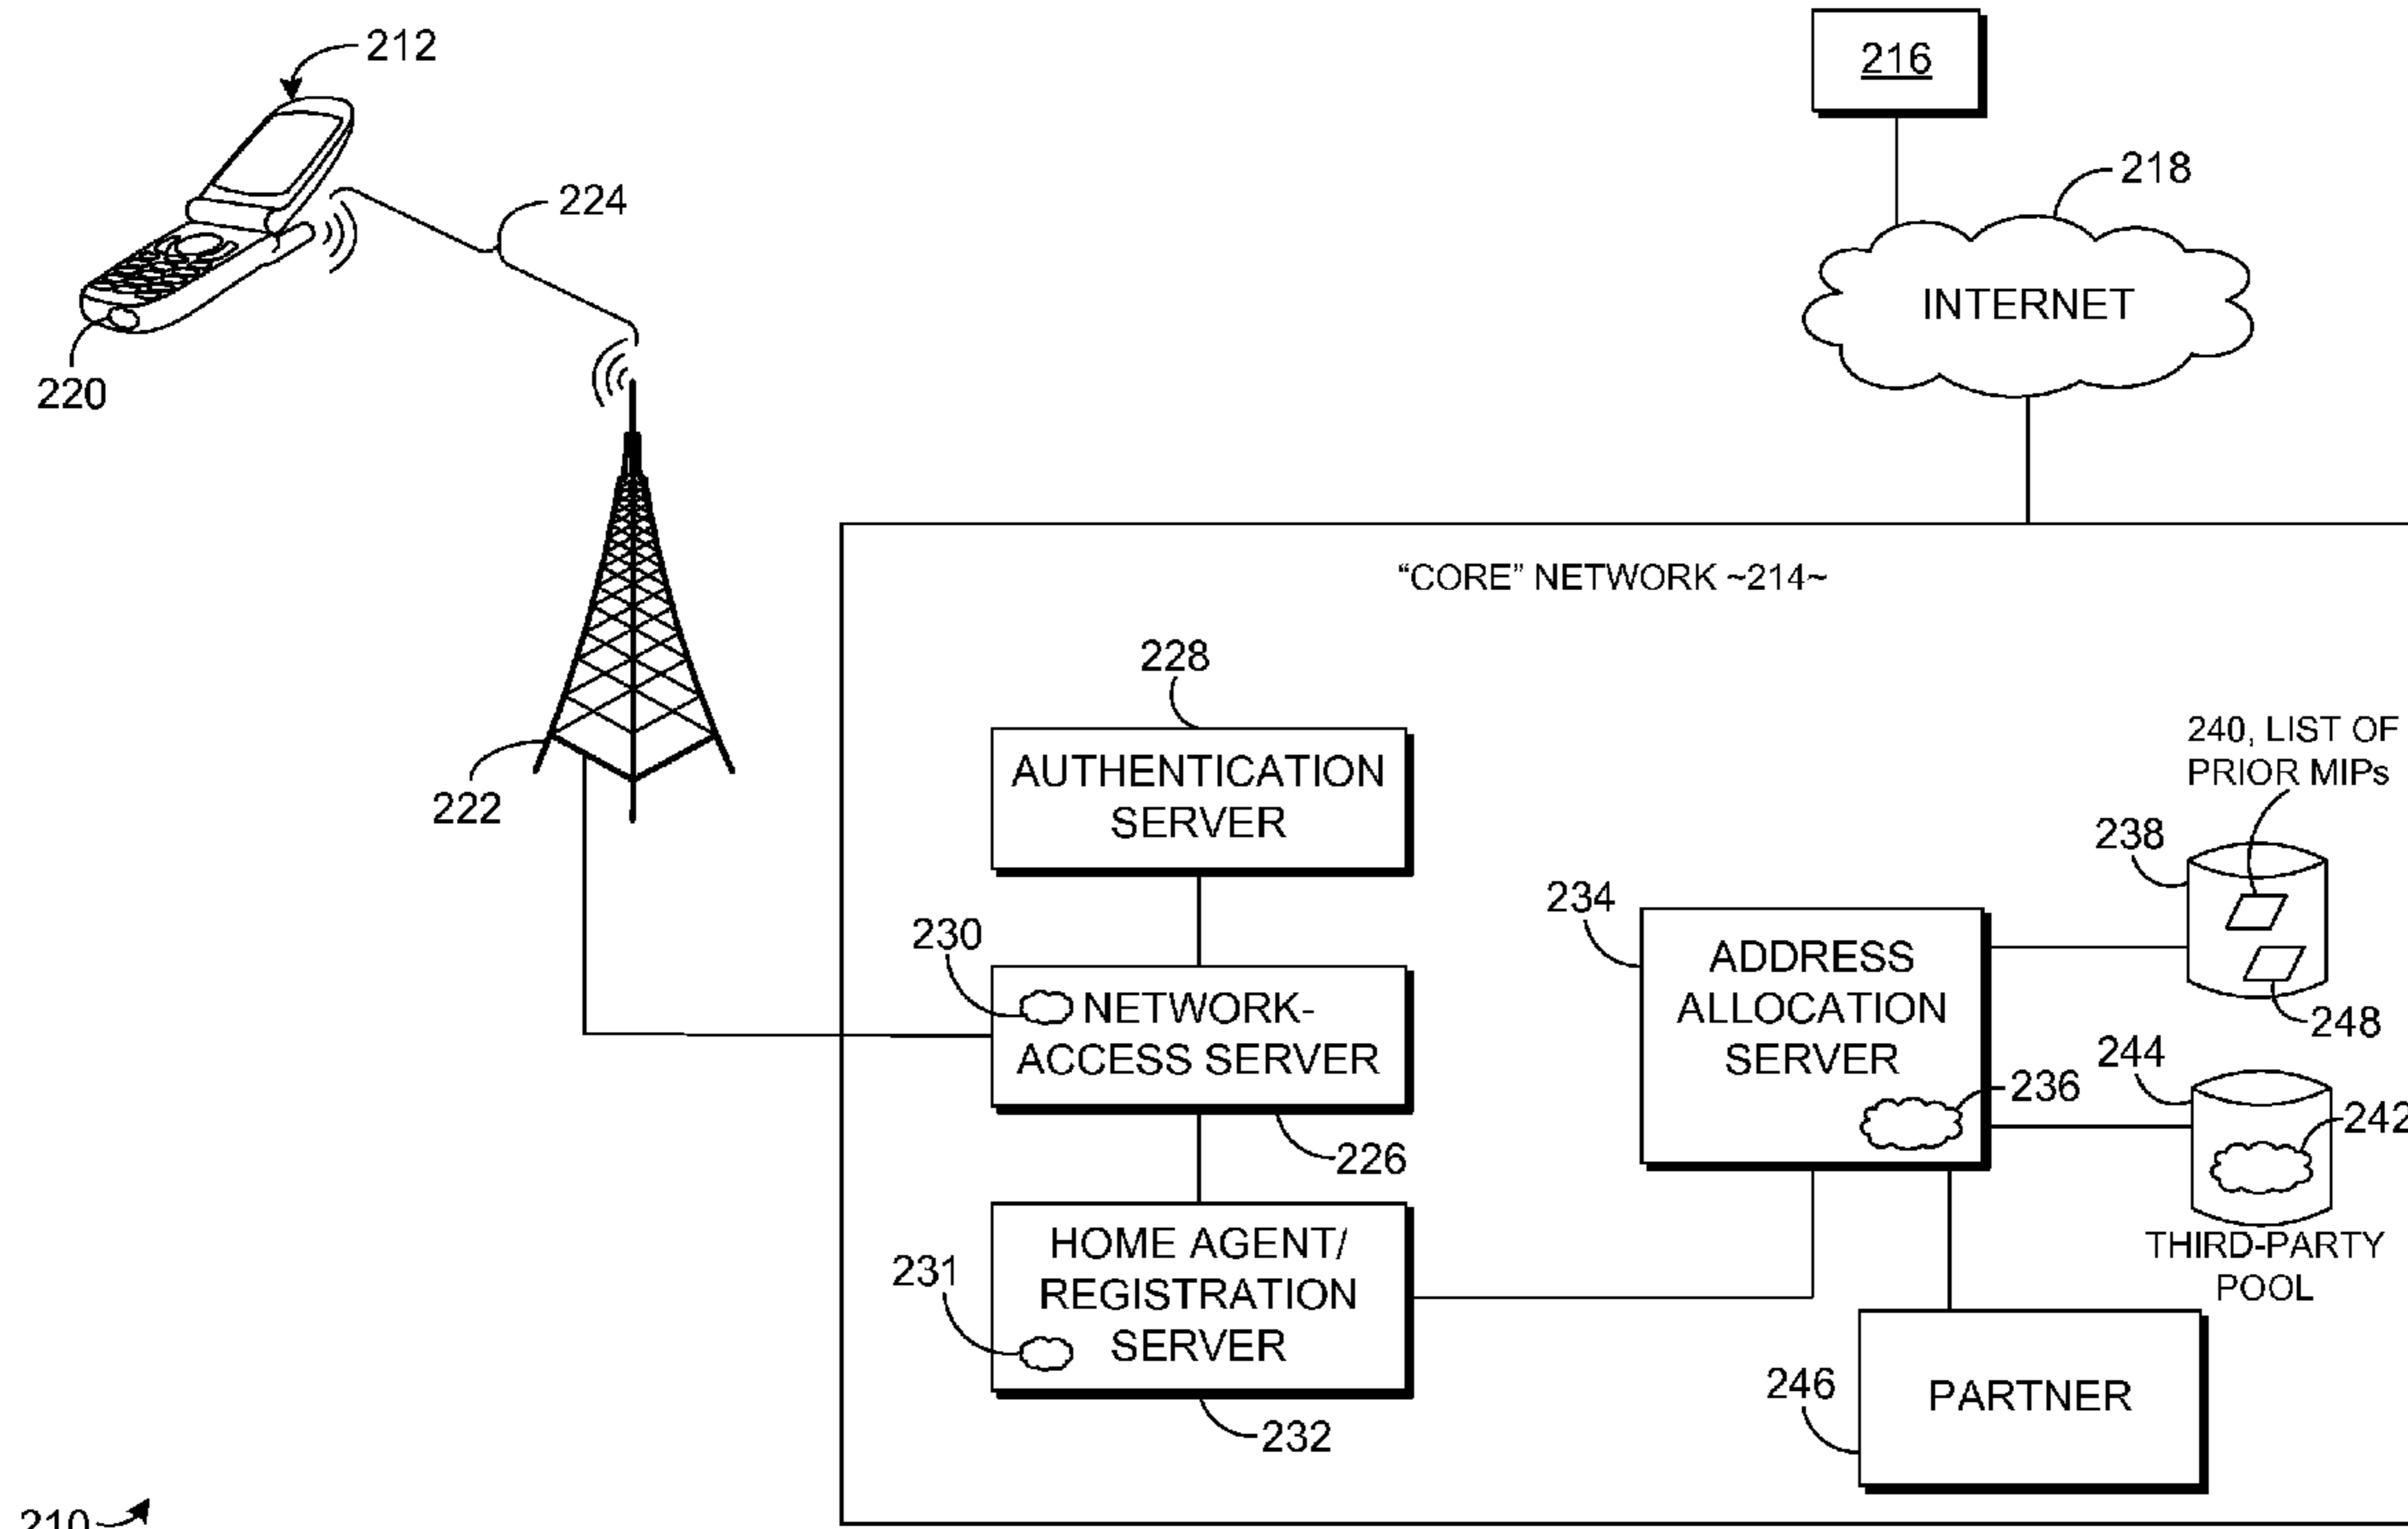 212
216
218
224
INTERNET
220
"CORE" NETWORK ~214~
228
240, LIST OF
PRIOR MIPs
AUTHENTICATION
SERVER
222
238
234
230
ADDRESS
ALLOCATION
SERVER
NETWORK-
ACCESS SERVER
248
244
236
242
226
HOME AGENT/
REGISTRATION
SERVER
231
THIRD-PARTY
POOL
246
PARTNER
232
210